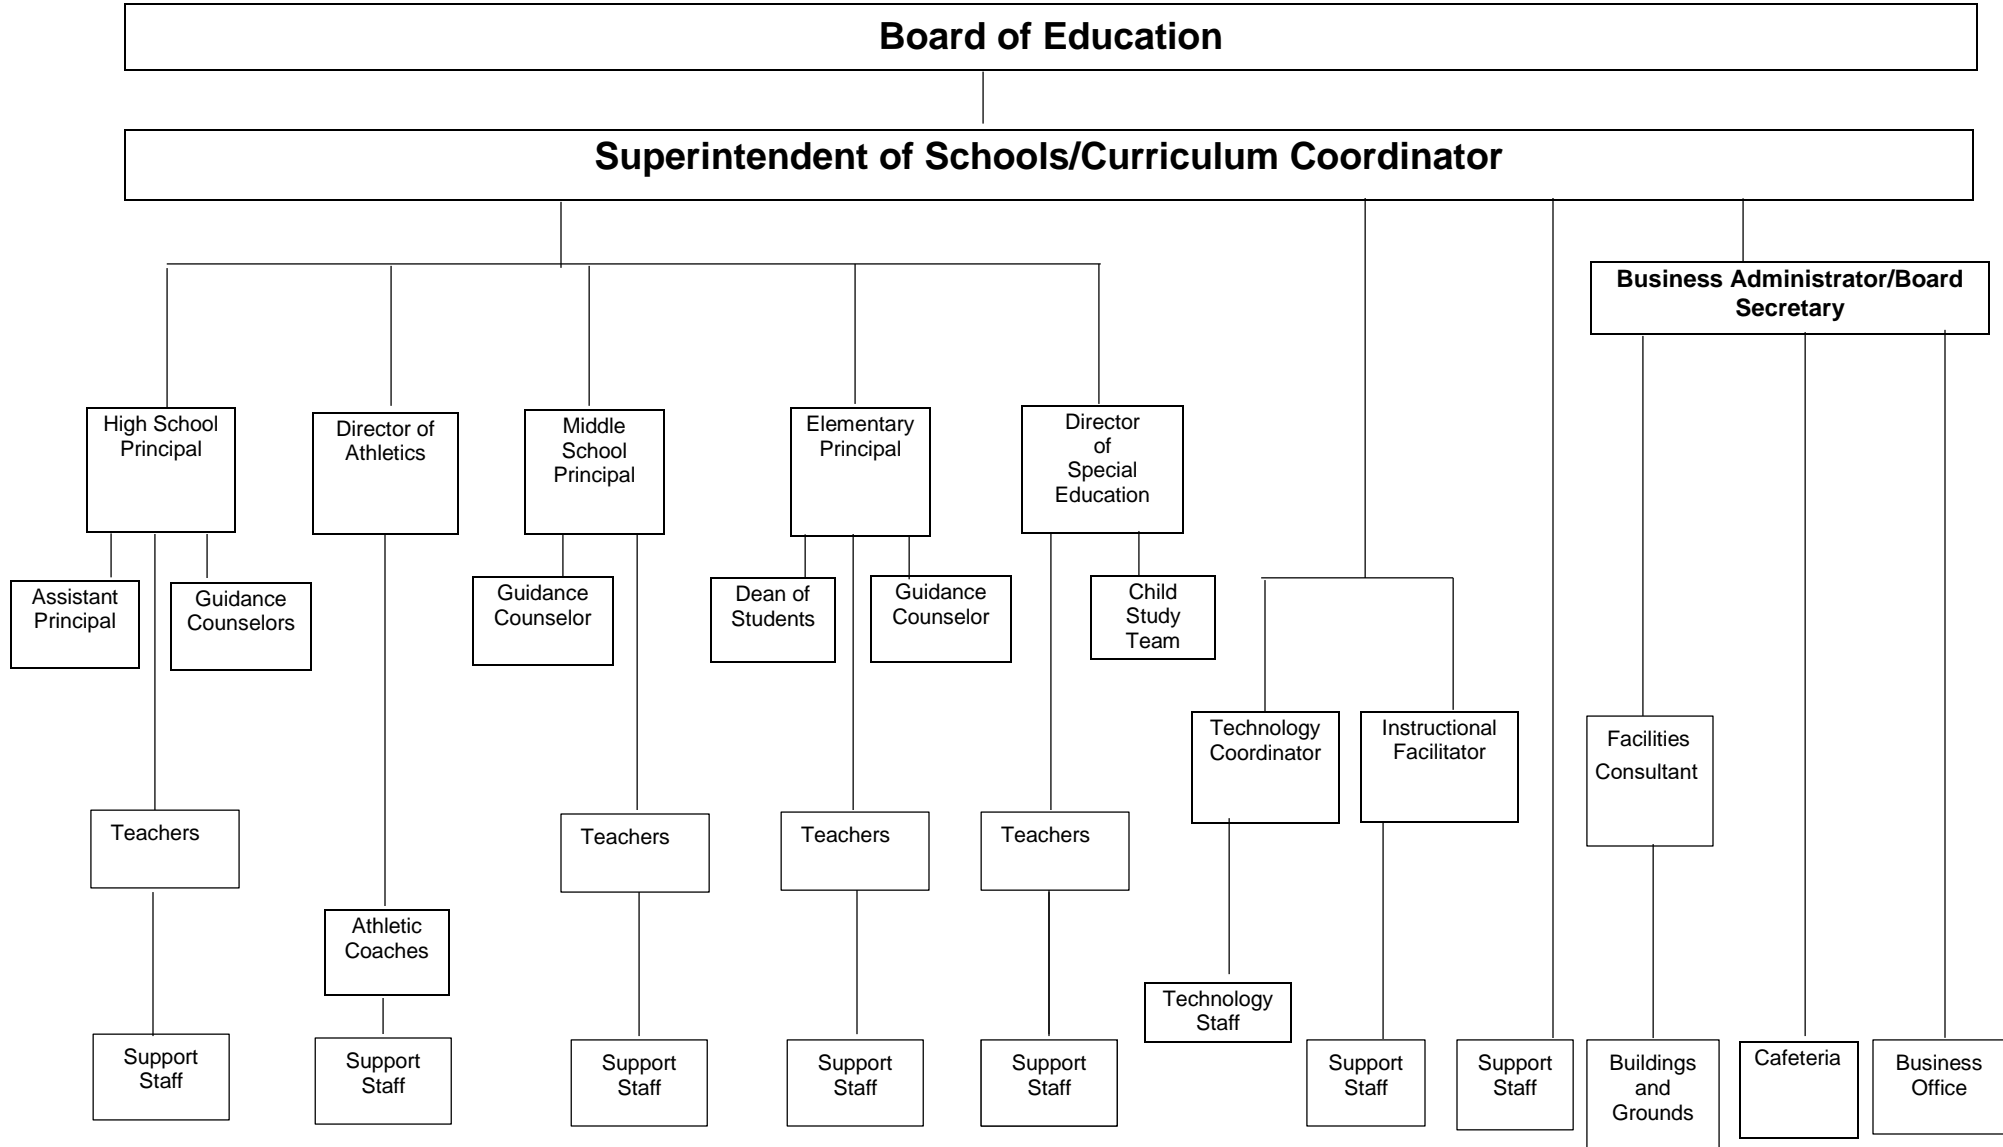 Board of Education
Superintendent of Schools/Curriculum Coordinator
Business Administrator/Board
Secretary
High School
Principal
Director of
Athletics
Middle
School
Principal
Elementary
Principal
Director
of
Special
Education
Assistant
Principal
Guidance
Counselors
Guidance
Counselor
Dean of
Students
Guidance
Counselor
Child
Study
Team
Technology
Coordinator
Instructional
Facilitator
Facilities
Consultant
Teachers
Teachers
Teachers
Teachers
Athletic
Coaches
Technology
Staff
Support
Staff
Support
Staff
Support
Staff
Support
Staff
Support
Staff
Support
Staff
Support
Staff
Buildings
and
Grounds
Cafeteria
Business
Office